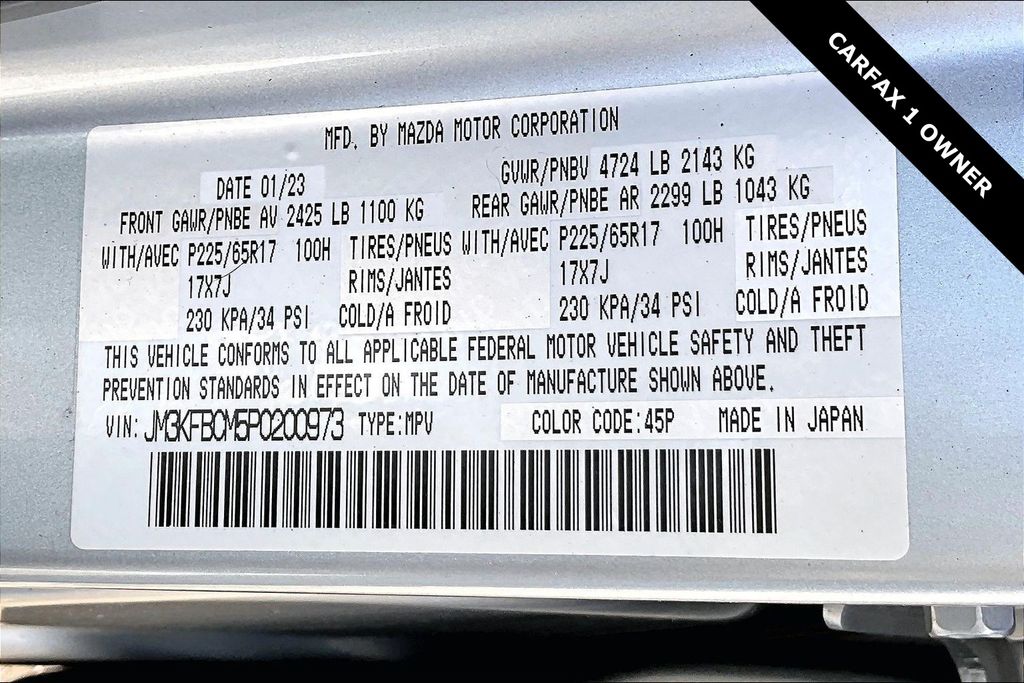 CARFAX 1 OWNER
MFD. BY MAZDA MOTOR CORPORATION
DATE 01/23 GVWR/PNBV 4724 LB 2143 KG
FRONT GAWR/PNBE AV 2425 LB 1100 KG REAR GAWR/PNBE AR 2299 LB 1043 KG
WITH/AVEC P225/65R17 100H TIRES/PNEUS WITH/AVEC P225/65R17 100H TIRES/PNEUS
17X7J RIMS/JANTES 17X7J RIMS/JANTES
230 KPA/34 PSI COLD/A FROID 230 KPA/34 PSI COLD/A FROID
THIS VEHICLE CONFORMS TO ALL APPLICABLE FEDERAL MOTOR VEHICLE SAFETY AND THEFT
PREVENTION STANDARDS IN EFFECT ON THE DATE OF MANUFACTURE SHOWN ABOVE.
VIN: JM3KFBCM5P0200973 TYPE:MPV COLOR CODE:45P MADE IN JAPAN